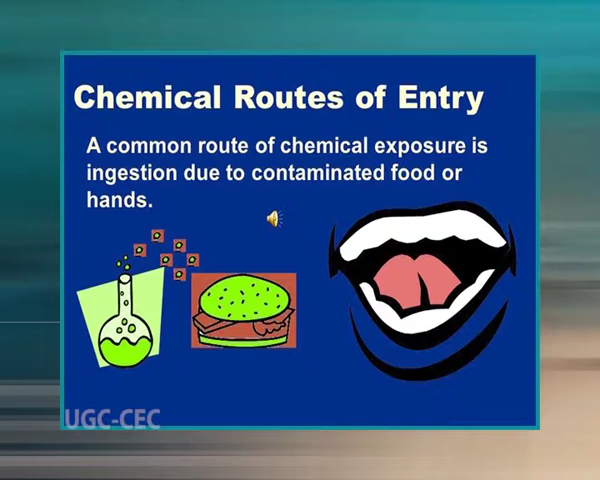 Chemical Routes of Entry
A common route of chemical exposure is
ingestion due to contaminated food or
hands.
UGC-CEC